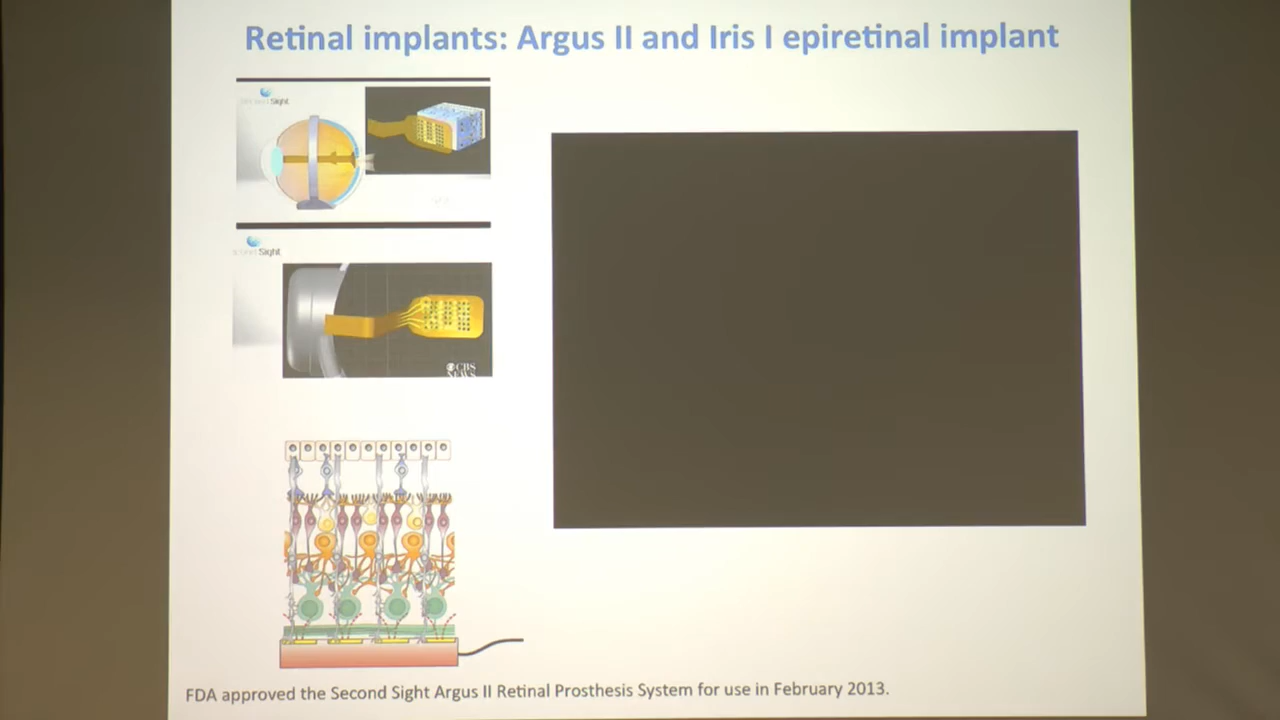 Retinal implants: Argus II and Iris I epiretinal implant
Sight
Sight
CBS
NEWS
FDA approved the Second Sight Argus II Retinal Prosthesis System for use in February 2013.